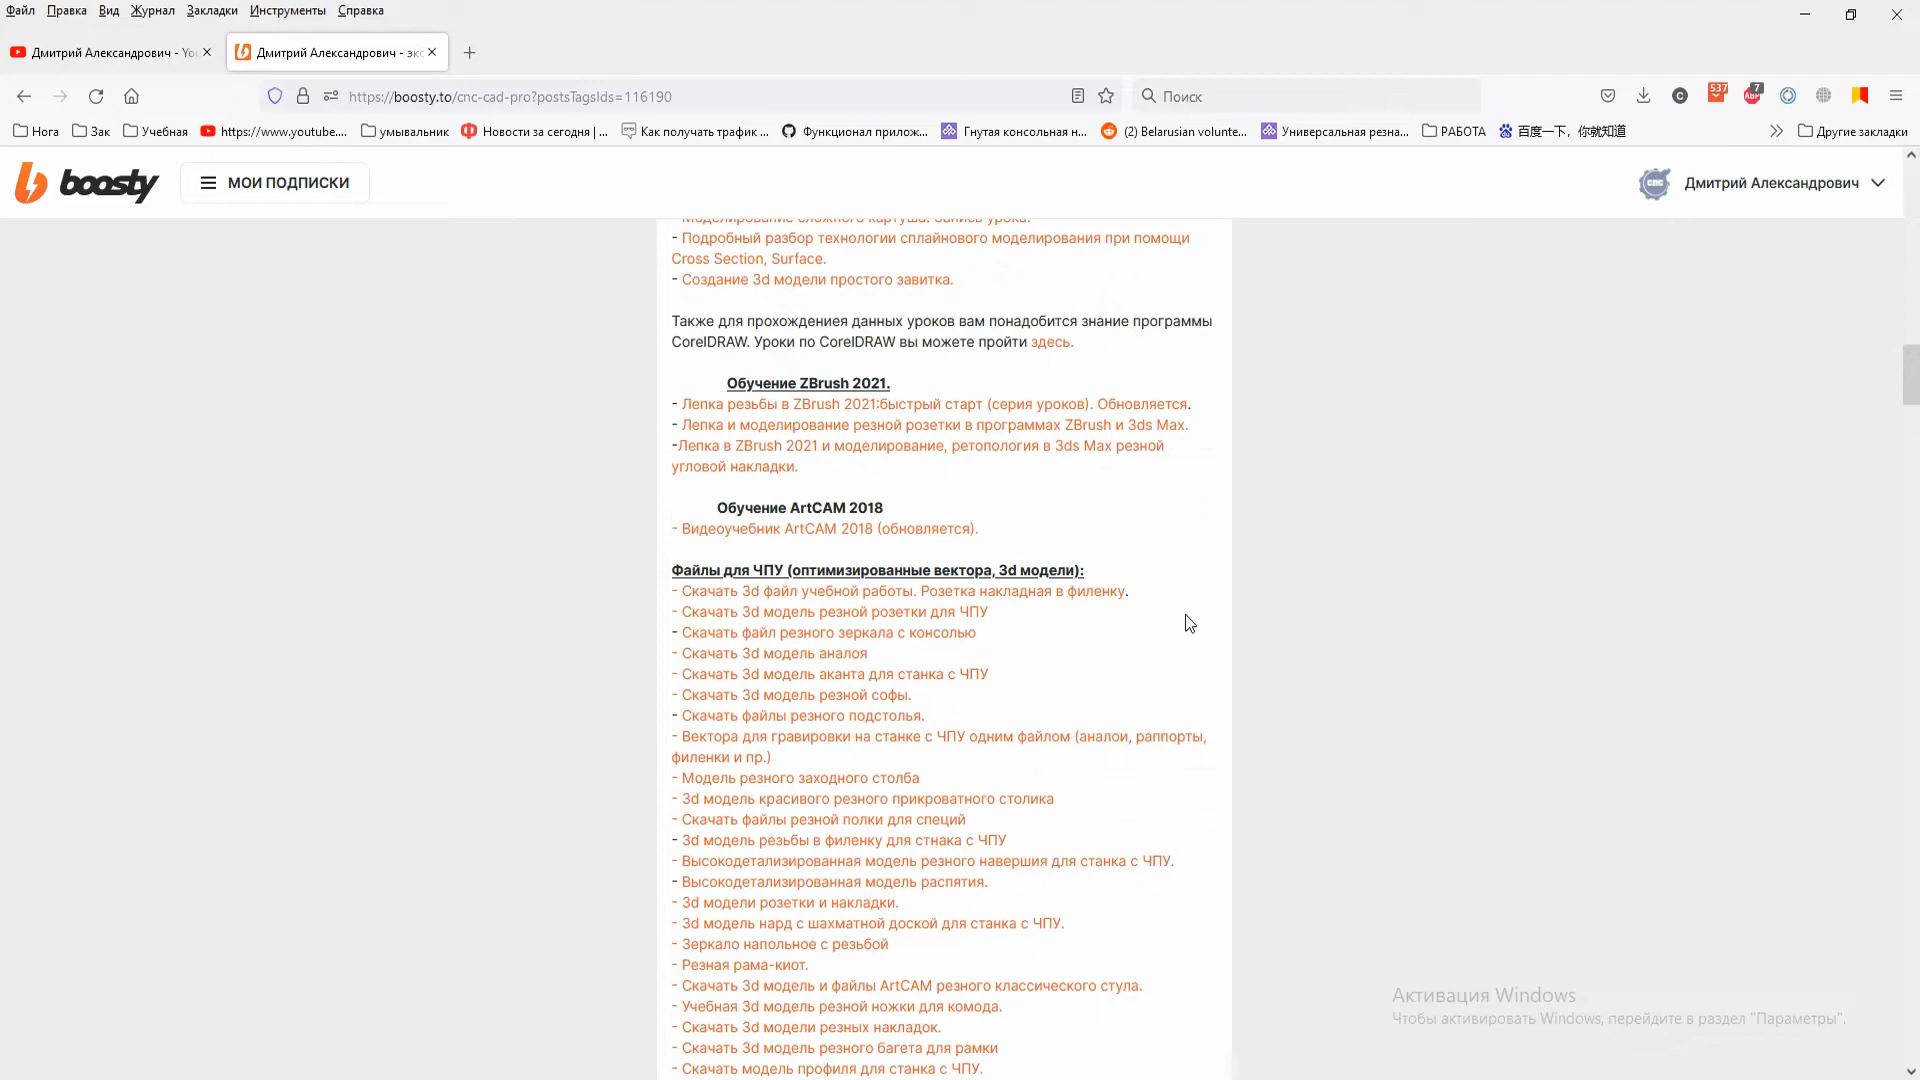 Файл Правка Вид Журнал Закладки Инструменты Справка
Дмитрий Александрович - You
Дмитрий Александрович - экс
https://boosty.to/cnc-cad-pro?postsTagsIds=116190
Поиск
537
7
Нога
Зак
Учебная
https://www.youtube....
умывальник
Новости за сегодня | ...
Как получать трафик ...
Функционал прилож...
Гнутая консольная н...
(2) Belarusian volunte...
Универсальная резна...
РАБОТА
百度一下，你就知道
Другие закладки
boosty
МОИ ПОДПИСКИ
cnc
Дмитрий Александрович
- Моделирование сложного картуша. Запись урока.
- Подробный разбор технологии сплайнового моделирования при помощи
Cross Section, Surface.
- Создание 3d модели простого завитка.
Также для прохождениея данных уроков вам понадобится знание программы
CorelDRAW. Уроки по CorelDRAW вы можете пройти здесь.
Обучение ZBrush 2021.
- Лепка резьбы в ZBrush 2021:быстрый старт (серия уроков). Обновляется.
- Лепка и моделирование резной розетки в программах ZBrush и 3ds Max.
-Лепка в ZBrush 2021 и моделирование, ретопология в 3ds Max резной
угловой накладки.
Обучение ArtCAM 2018
- Видеоучебник ArtCAM 2018 (обновляется).
Файлы для ЧПУ (оптимизированные вектора, 3d модели):
- Скачать 3d файл учебной работы. Розетка накладная в филенку.
- Скачать 3d модель резной розетки для ЧПУ
- Скачать файл резного зеркала с консолью
- Скачать 3d модель аналоя
- Скачать 3d модель аканта для станка с ЧПУ
- Скачать 3d модель резной софы.
- Скачать файлы резного подстолья.
- Вектора для гравировки на станке с ЧПУ одним файлом (аналои, раппорты,
филенки и пр.)
- Модель резного заходного столба
- 3d модель красивого резного прикроватного столика
- Скачать файлы резной полки для специй
- 3d модель резьбы в филенку для стнака с ЧПУ
- Высокодетализированная модель резного навершия для станка с ЧПУ.
- Высокодетализированная модель распятия.
- 3d модели розетки и накладки.
- 3d модель нард с шахматной доской для станка с ЧПУ.
- Зеркало напольное с резьбой
- Резная рама-киот.
- Скачать 3d модель и файлы ArtCAM резного классического стула.
- Учебная 3d модель резной ножки для комода.
- Скачать 3d модели резных накладок.
- Скачать 3d модель резного багета для рамки
- Скачать модель профиля для станка с ЧПУ.
Активация Windows
Чтобы активировать Windows, перейдите в раздел "Параметры".